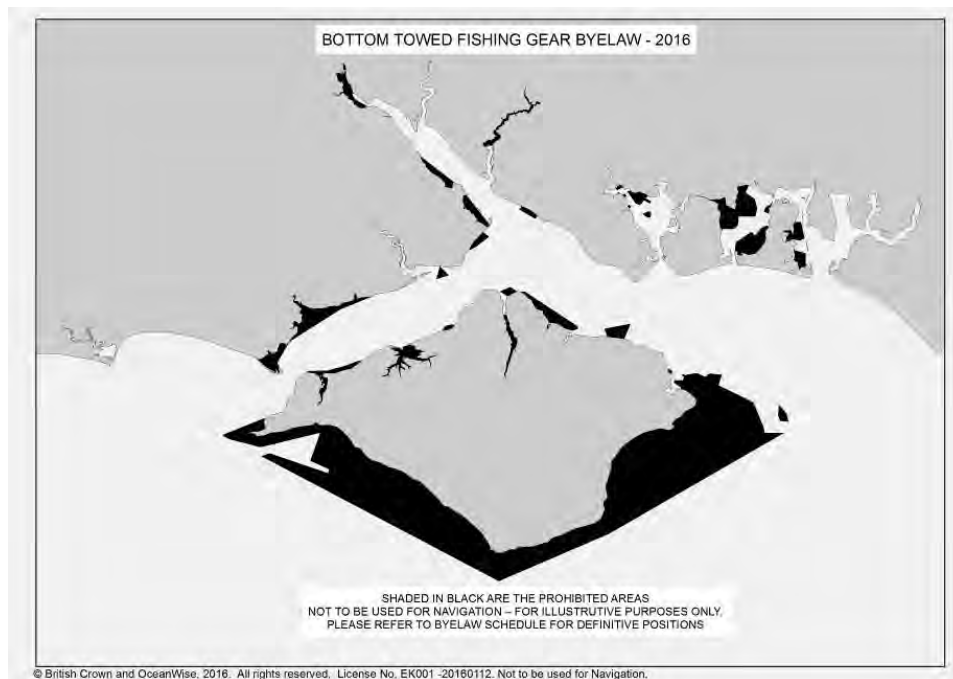 BOTTOM TOWED FISHING GEAR BYELAW - 2016
SHADED IN BLACK ARE THE PROHIBITED AREAS
NOT TO BE USED FOR NAVIGATION – FOR ILLUSTRUTIVE PURPOSES ONLY.
PLEASE REFER TO BYELAW SCHEDULE FOR DEFINITIVE POSITIONS
© British Crown and OceanWise, 2016. All rights reserved. License No. EK001 -20160112. Not to be used for Navigation.